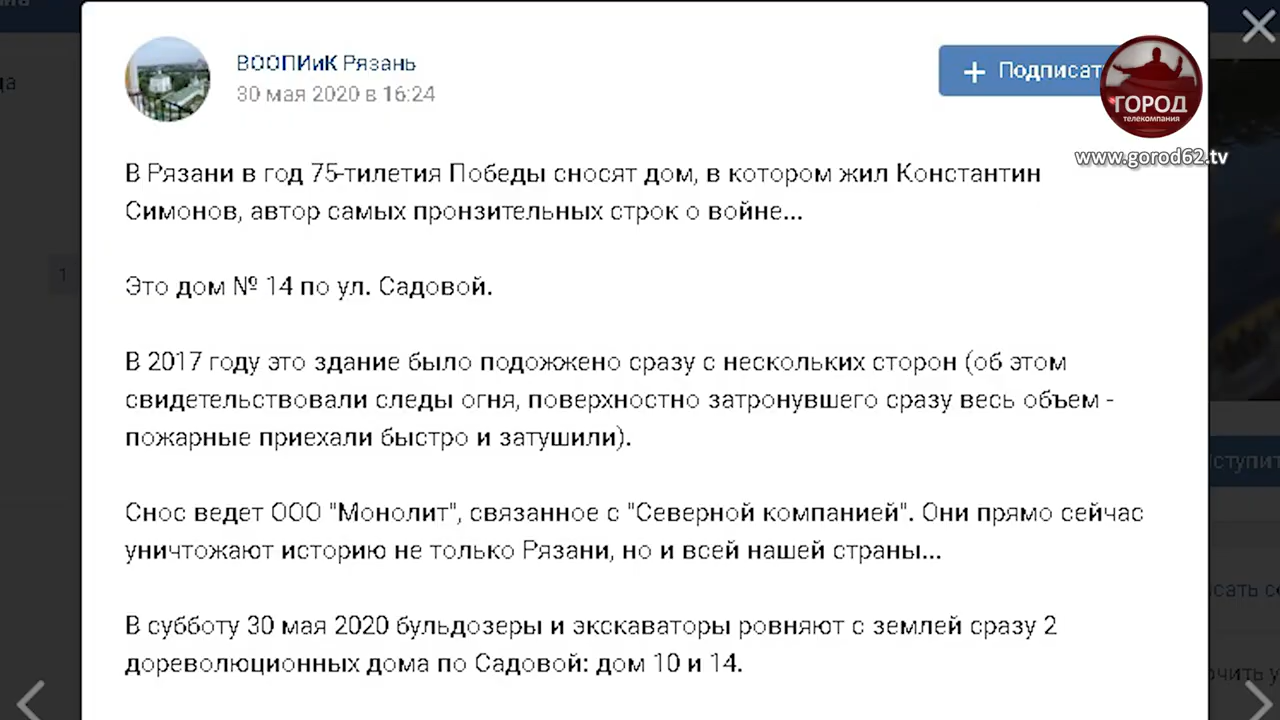 ВООПИиК Рязань
30 мая 2020 в 16:24
+ Подписат
ГОРОД
телекомпания
www.gorod62.tv
В Рязани в год 75-тилетия Победы сносят дом, в котором жил Константин
Симонов, автор самых пронзительных строк о войне...
Это дом № 14 по ул. Садовой.
1
В 2017 году это здание было подожжено сразу с нескольких сторон (об этом
свидетельствовали следы огня, поверхностно затронувшего сразу весь объем -
пожарные приехали быстро и затушили).
ступит
Снос ведет ООО "Монолит", связанное с "Северной компанией". Они прямо сейчас
уничтожают историю не только Рязани, но и всей нашей страны...
В субботу 30 мая 2020 бульдозеры и экскаваторы ровняют с землей сразу 2
дореволюционных дома по Садовой: дом 10 и 14.